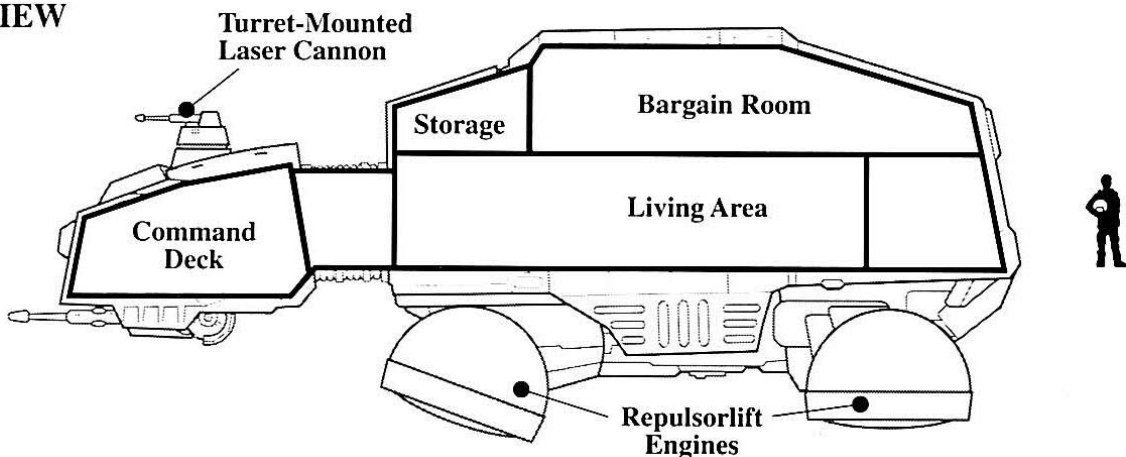 IEW
Turret-Mounted
Laser Cannon
Storage
Bargain Room
Command
Deck
Living Area
Repulsorlift
Engines